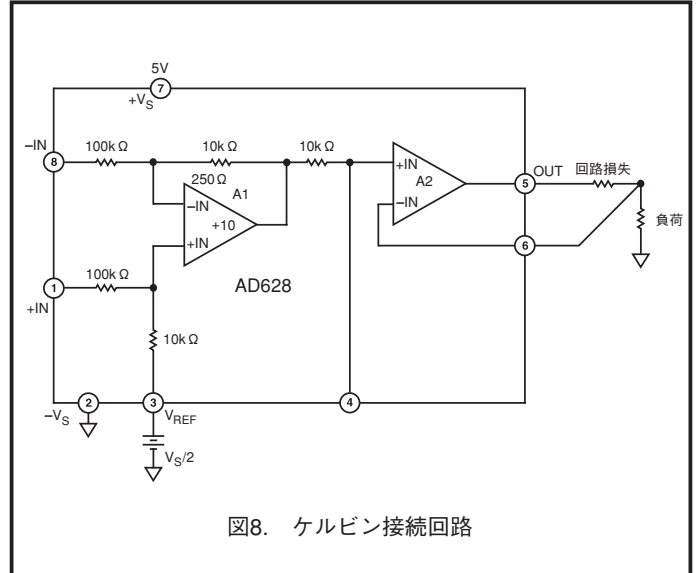 5V
7
+VS
–IN
8
100kΩ
10kΩ
10kΩ
250Ω
A1
–IN
+10
+IN
+IN
A2
–IN
5
OUT
回路損失
負荷
6
1
+IN
100kΩ
AD628
10kΩ
2
–VS
3
VREF
4
VS/2
図8. ケルビン接続回路